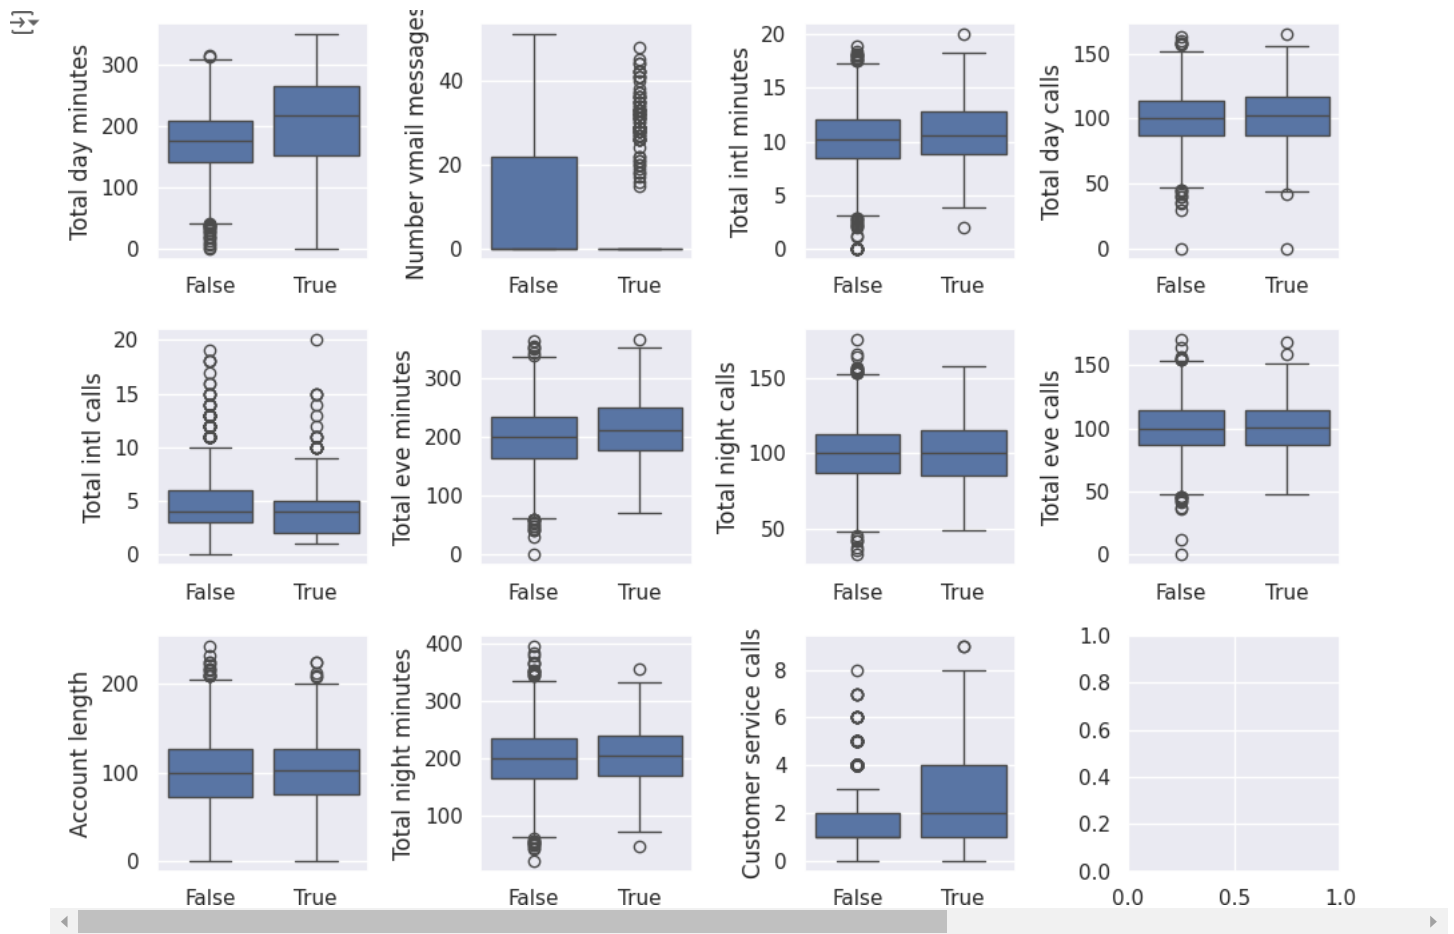 Total day minutes
300
200
100
0
False
True
Number vmail messages
40
20
0
False
True
Total intl minutes
20
15
10
5
0
False
True
Total day calls
150
100
50
0
False
True
Total intl calls
20
15
10
5
0
False
True
Total eve minutes
300
200
100
0
False
True
Total night calls
150
100
50
False
True
Total eve calls
150
100
50
0
False
True
Account length
200
100
0
False
True
Total night minutes
400
300
200
100
False
True
Customer service calls
8
6
4
2
0
False
True
1.0
0.8
0.6
0.4
0.2
0.0
0.0
0.5
1.0